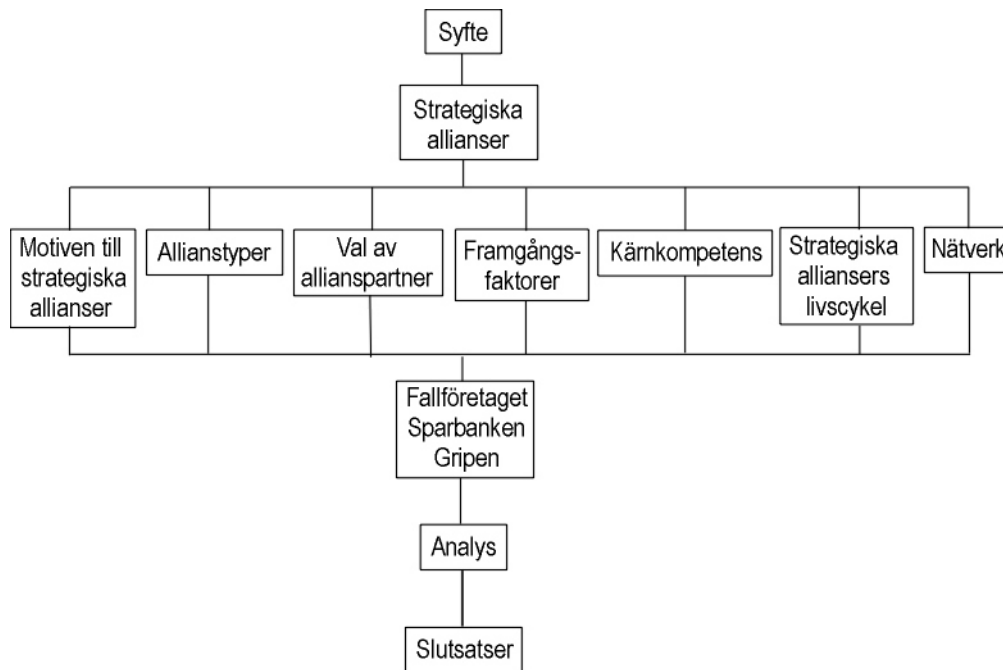 Syfte
Strategiska
allianser
Motiven till
strategiska
allianser
Allianstyper
Val av
allianspartner
Framgångs-
faktorer
Kärnkompetens
Strategiska
alliansers
livscykel
Nätverk
Fallföretaget
Sparbanken
Gripen
Analys
Slutsatser